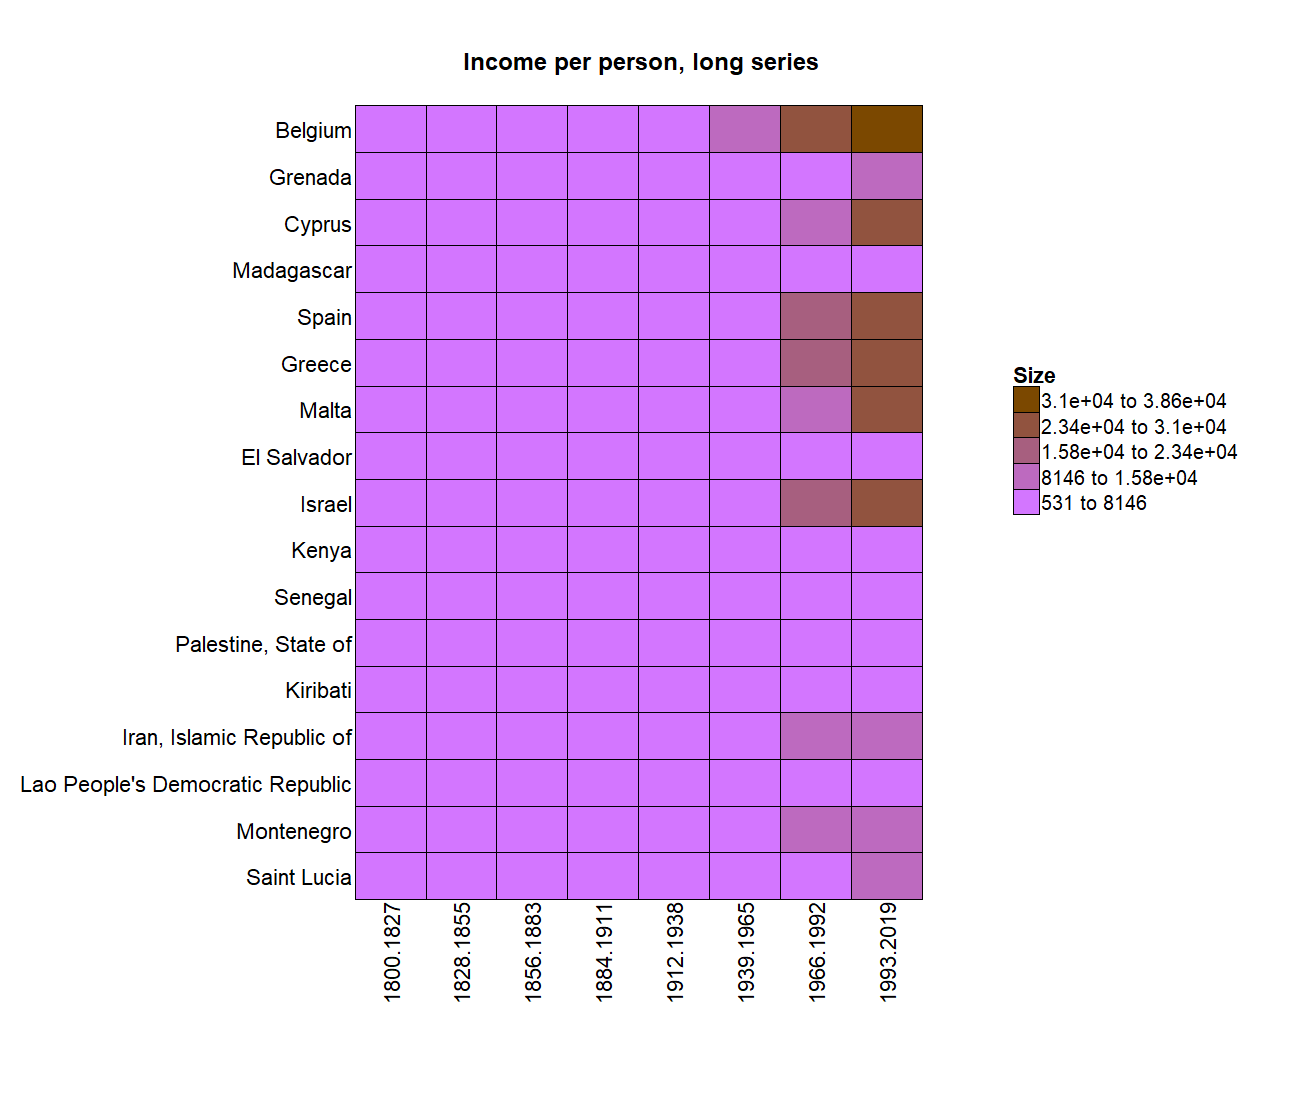 Income per person, long series
Belgium
Grenada
Cyprus
Madagascar
Spain
Greece
Malta
El Salvador
Israel
Kenya
Senegal
Palestine, State of
Kiribati
Iran, Islamic Republic of
Lao People's Democratic Republic
Montenegro
Saint Lucia
1800.1827
1828.1855
1856.1883
1884.1911
1912.1938
1939.1965
1966.1992
1993.2019
Size
3.1e+04 to 3.86e+04
2.34e+04 to 3.1e+04
1.58e+04 to 2.34e+04
8146 to 1.58e+04
531 to 8146